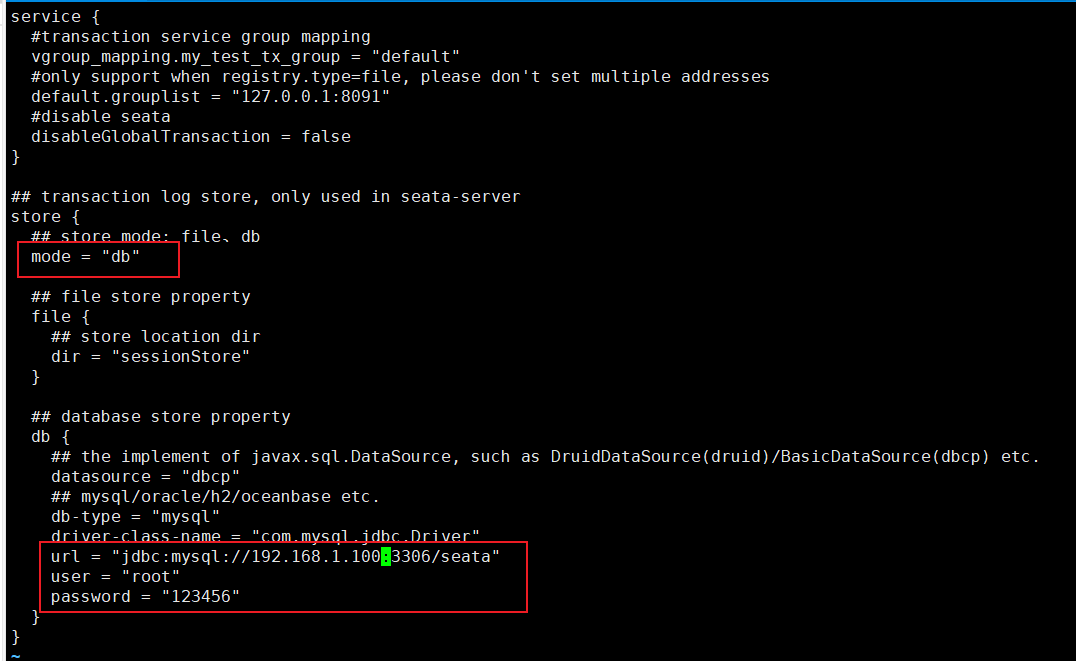 service {
  #transaction service group mapping
  vgroup_mapping.my_test_tx_group = "default"
  #only support when registry.type=file, please don't set multiple addresses
  default.grouplist = "127.0.0.1:8091"
  #disable seata
  disableGlobalTransaction = false
}

## transaction log store, only used in seata-server
store {
  ## store mode: file、db
  mode = "db"

  ## file store property
  file {
    ## store location dir
    dir = "sessionStore"
  }

  ## database store property
  db {
    ## the implement of javax.sql.DataSource, such as DruidDataSource(druid)/BasicDataSource(dbcp) etc.
    datasource = "dbcp"
    ## mysql/oracle/h2/oceanbase etc.
    db-type = "mysql"
    driver-class-name = "com.mysql.jdbc.Driver"
    url = "jdbc:mysql://192.168.1.100:3306/seata"
    user = "root"
    password = "123456"
  }
}
~